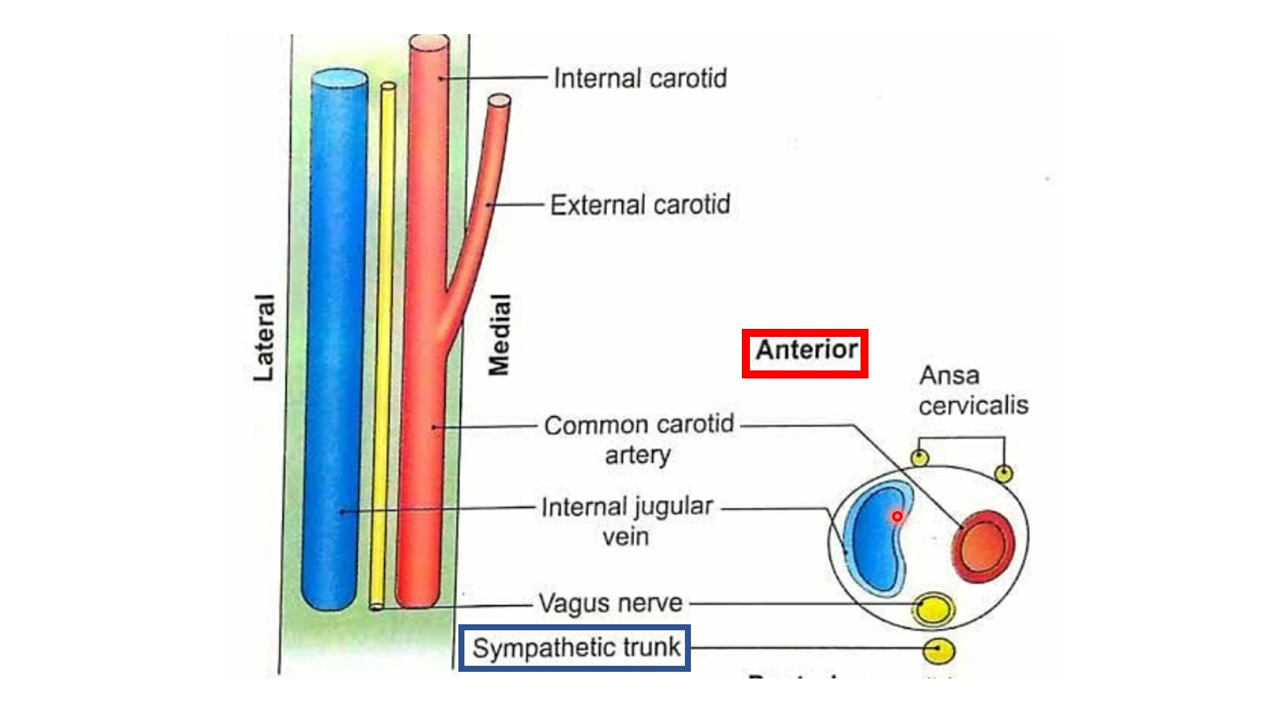 Internal carotid
External carotid
Lateral
Medial
Anterior
Ansa
cervicalis
Common carotid
artery
Internal jugular
vein
Vagus nerve
Sympathetic trunk